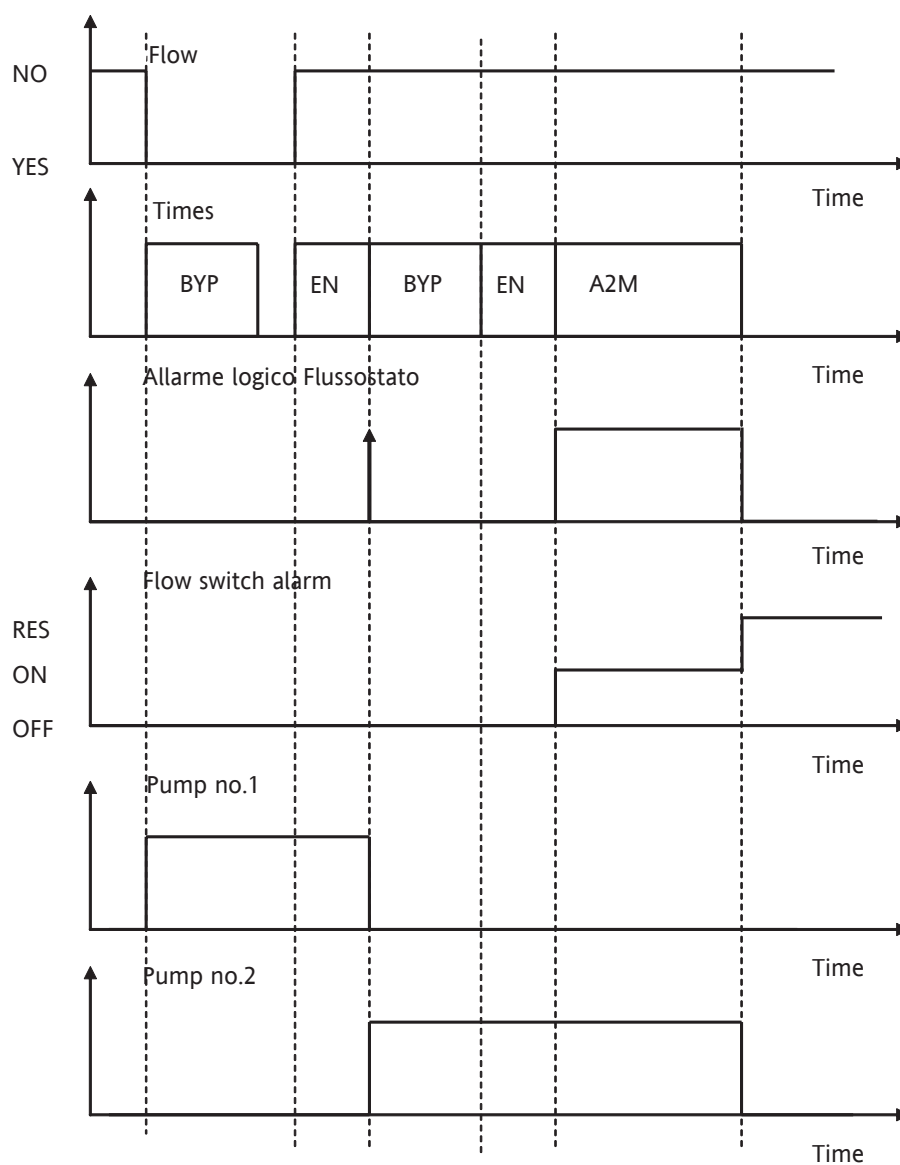 Flow
NO
YES
Time
Times
BYP
EN
BYP
EN
A2M
Time
Allarme logico Flussostato
Time
Flow switch alarm
RES
ON
OFF
Time
Pump no.1
Time
Pump no.2
Time